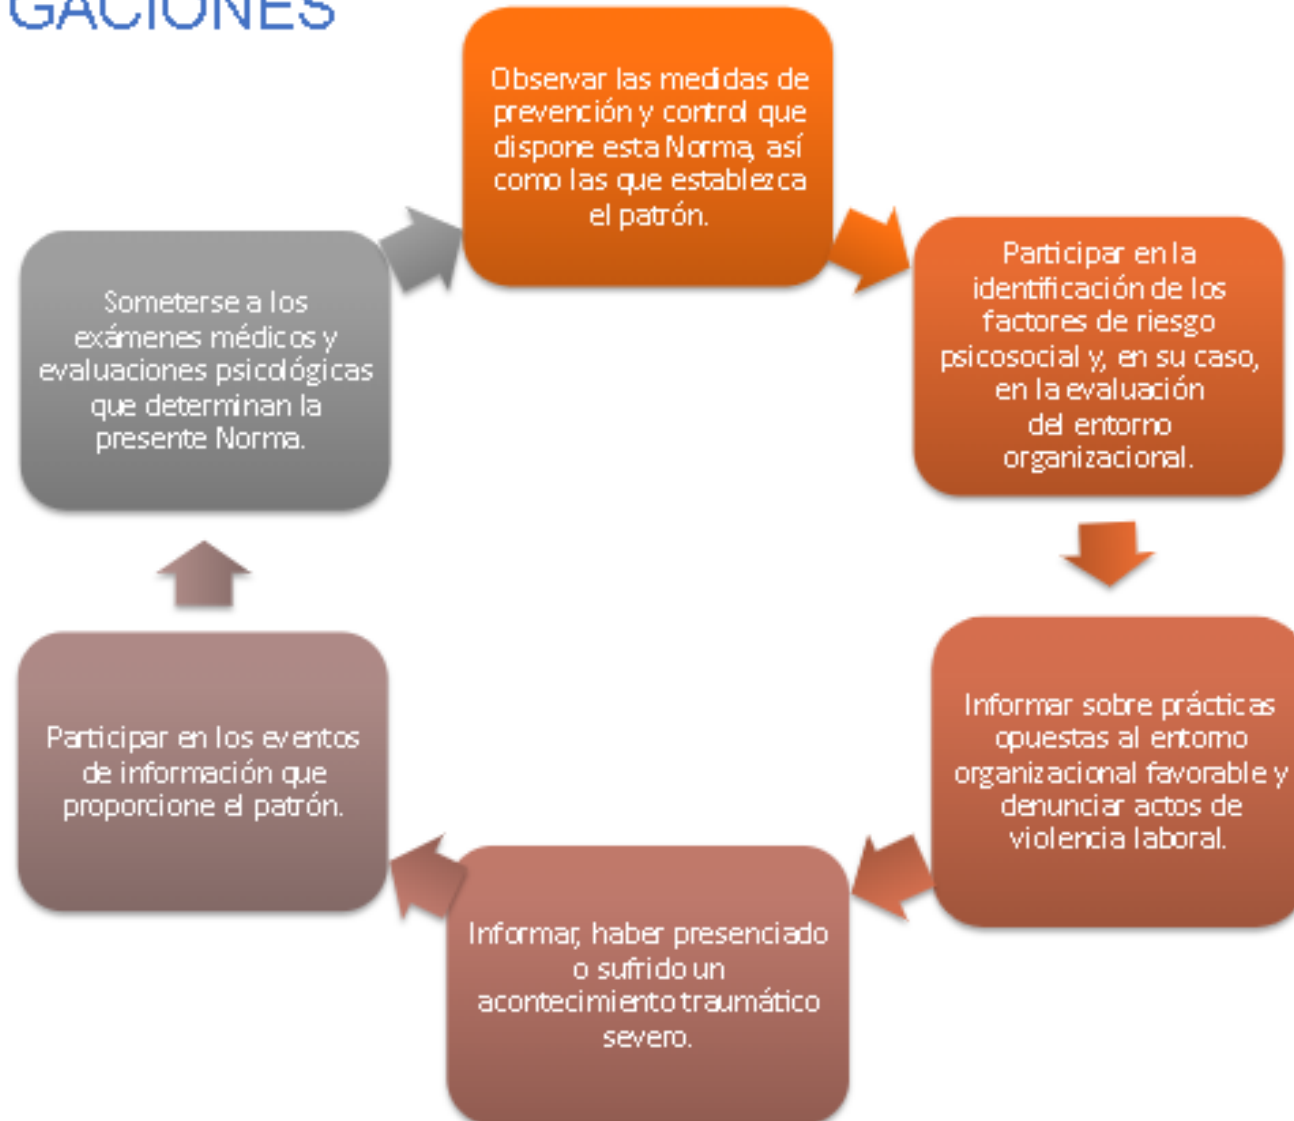 GACIONES
Observar las medidas de
prevención y control que
dispone esta Norma, así
como las que establezca
el patrón.
Participar en la
identificación de los
factores de riesgo
psicosocial y, en su caso,
en la evaluación
del entorno
organizacional.
Informar sobre prácticas
opuestas al entorno
organizacional favorable y
denunciar actos de
violencia laboral.
Informar, haber presenciado
o sufrido un
acontecimiento traumático
severo.
Participar en los eventos
de información que
proporcione el patrón.
Someterse a los
exámenes médicos y
evaluaciones psicológicas
que determinan la
presente Norma.